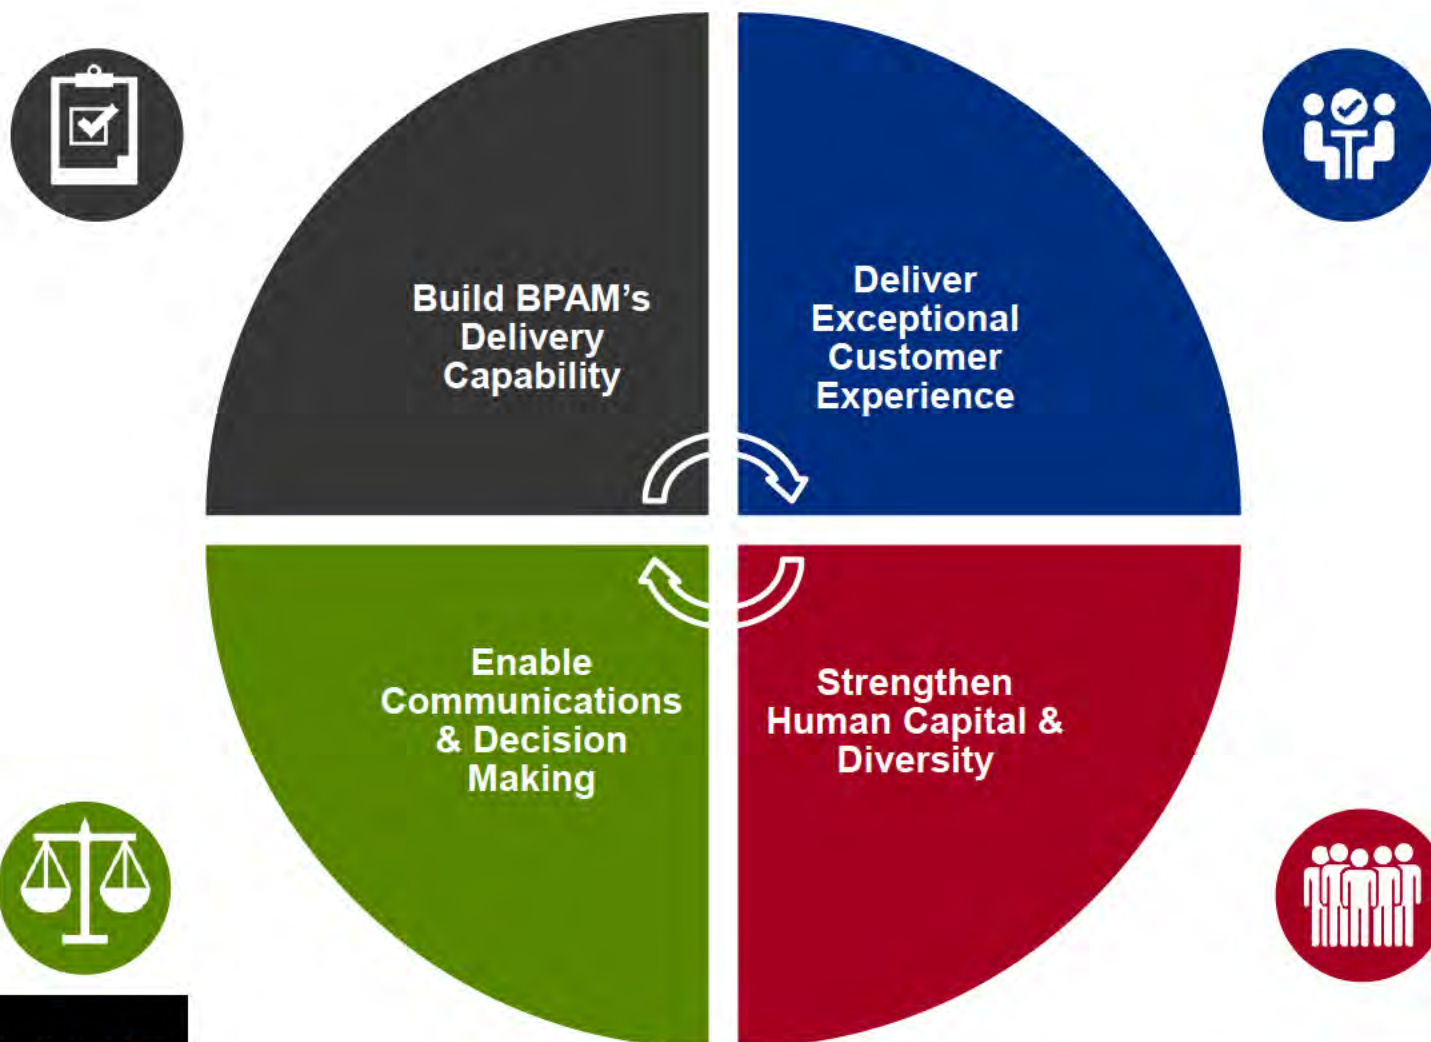 Build BPAM’s
Delivery
Capability
Deliver
Exceptional
Customer
Experience
Enable
Communications
& Decision
Making
Strengthen
Human Capital &
Diversity